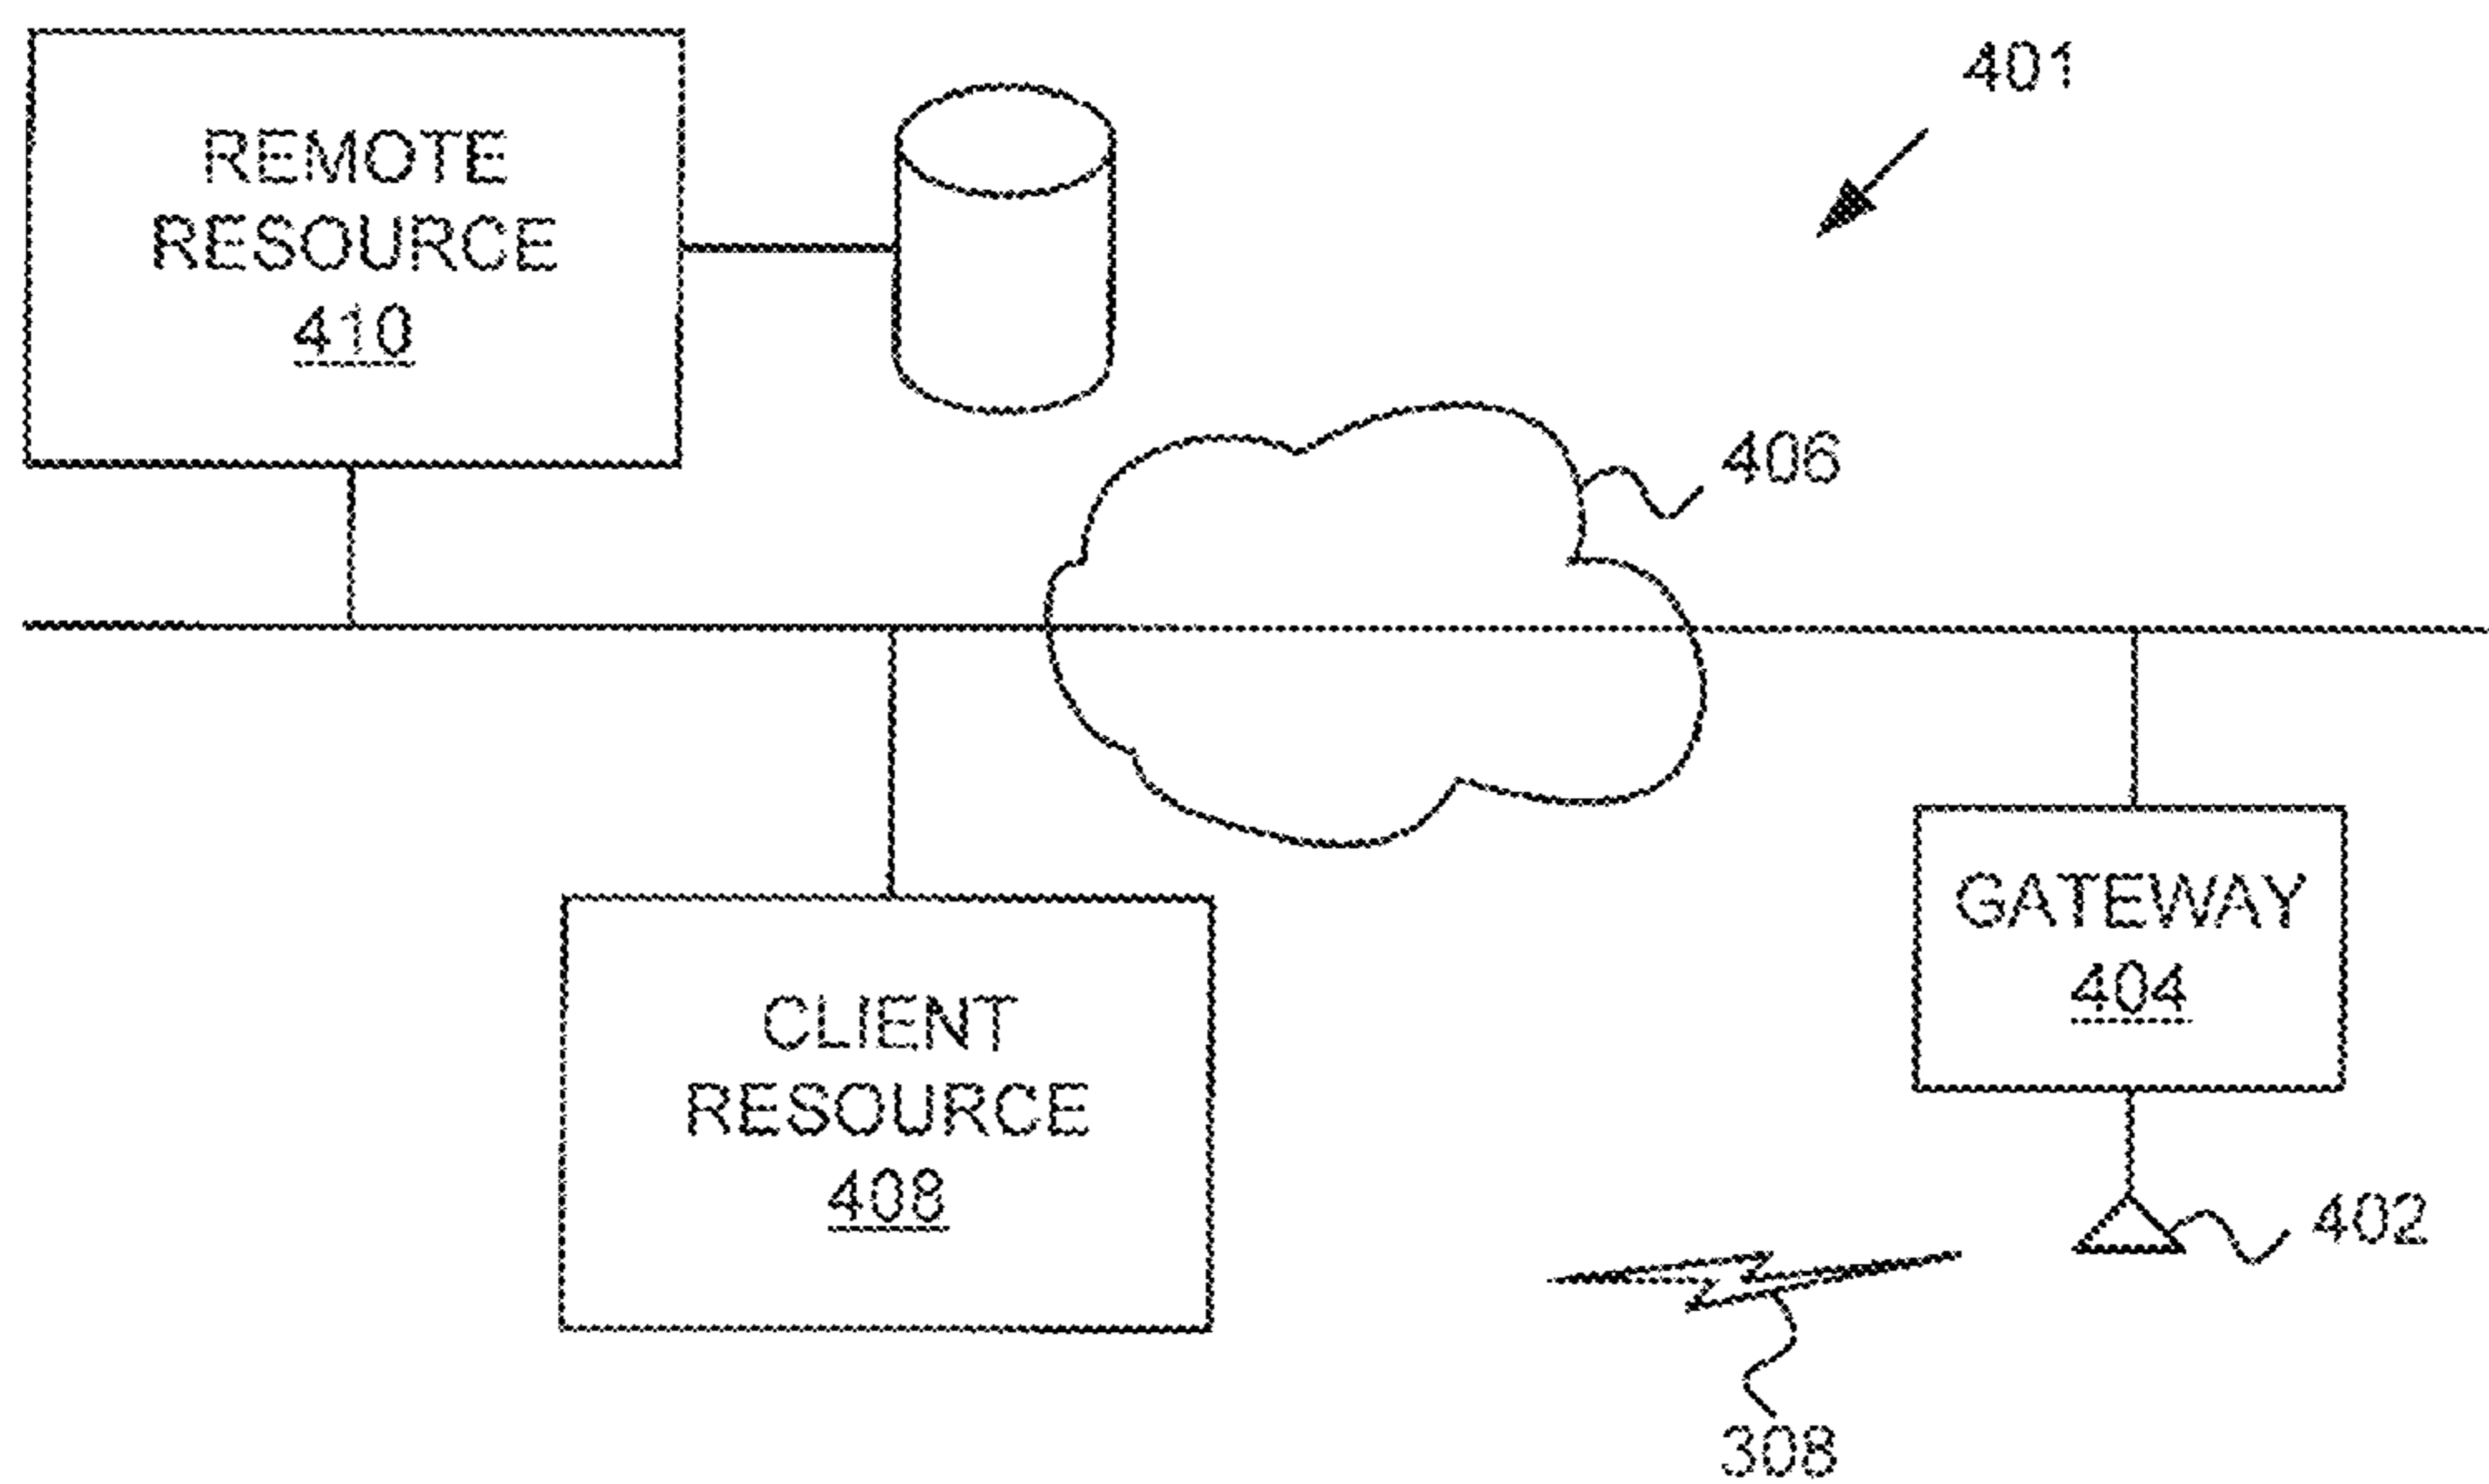 401
REMOTE
RESOURCE
410
406
GATEWAY
404
CLIENT
RESOURCE
408
402
308